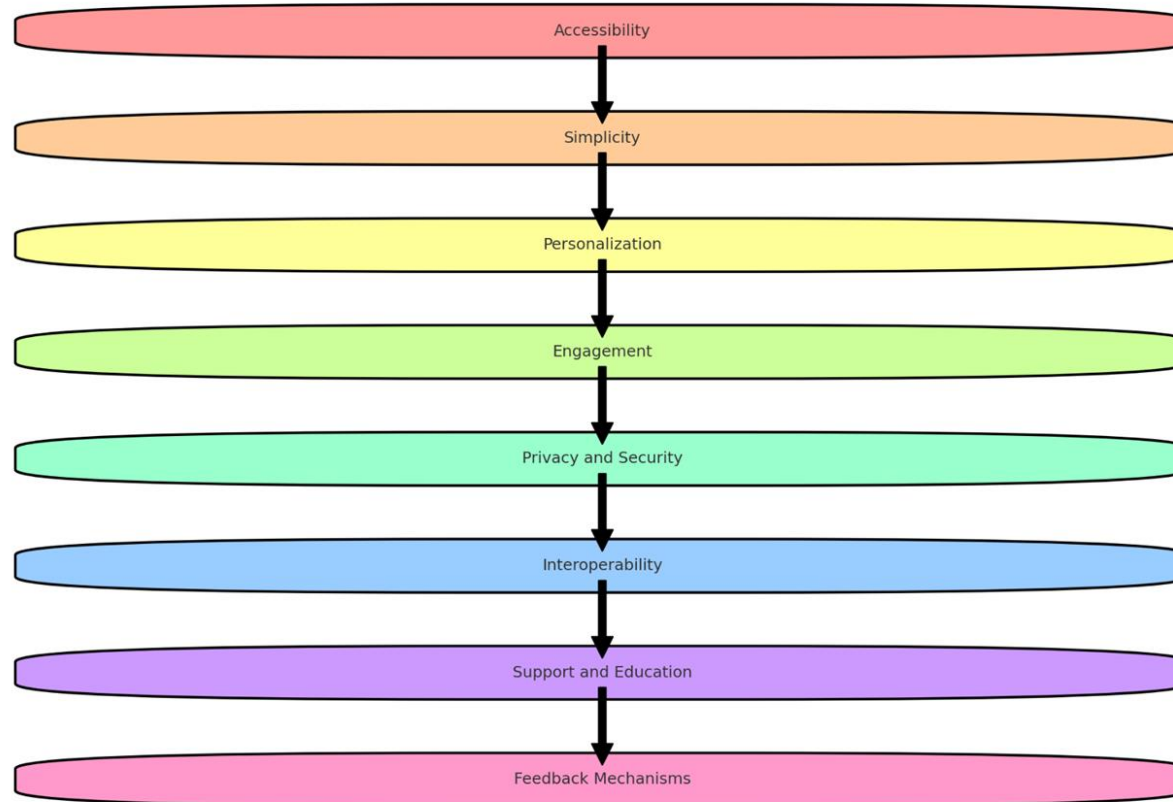 Accessibility
Simplicity
Personalization
Engagement
Privacy and Security
Interoperability
Support and Education
Feedback Mechanisms